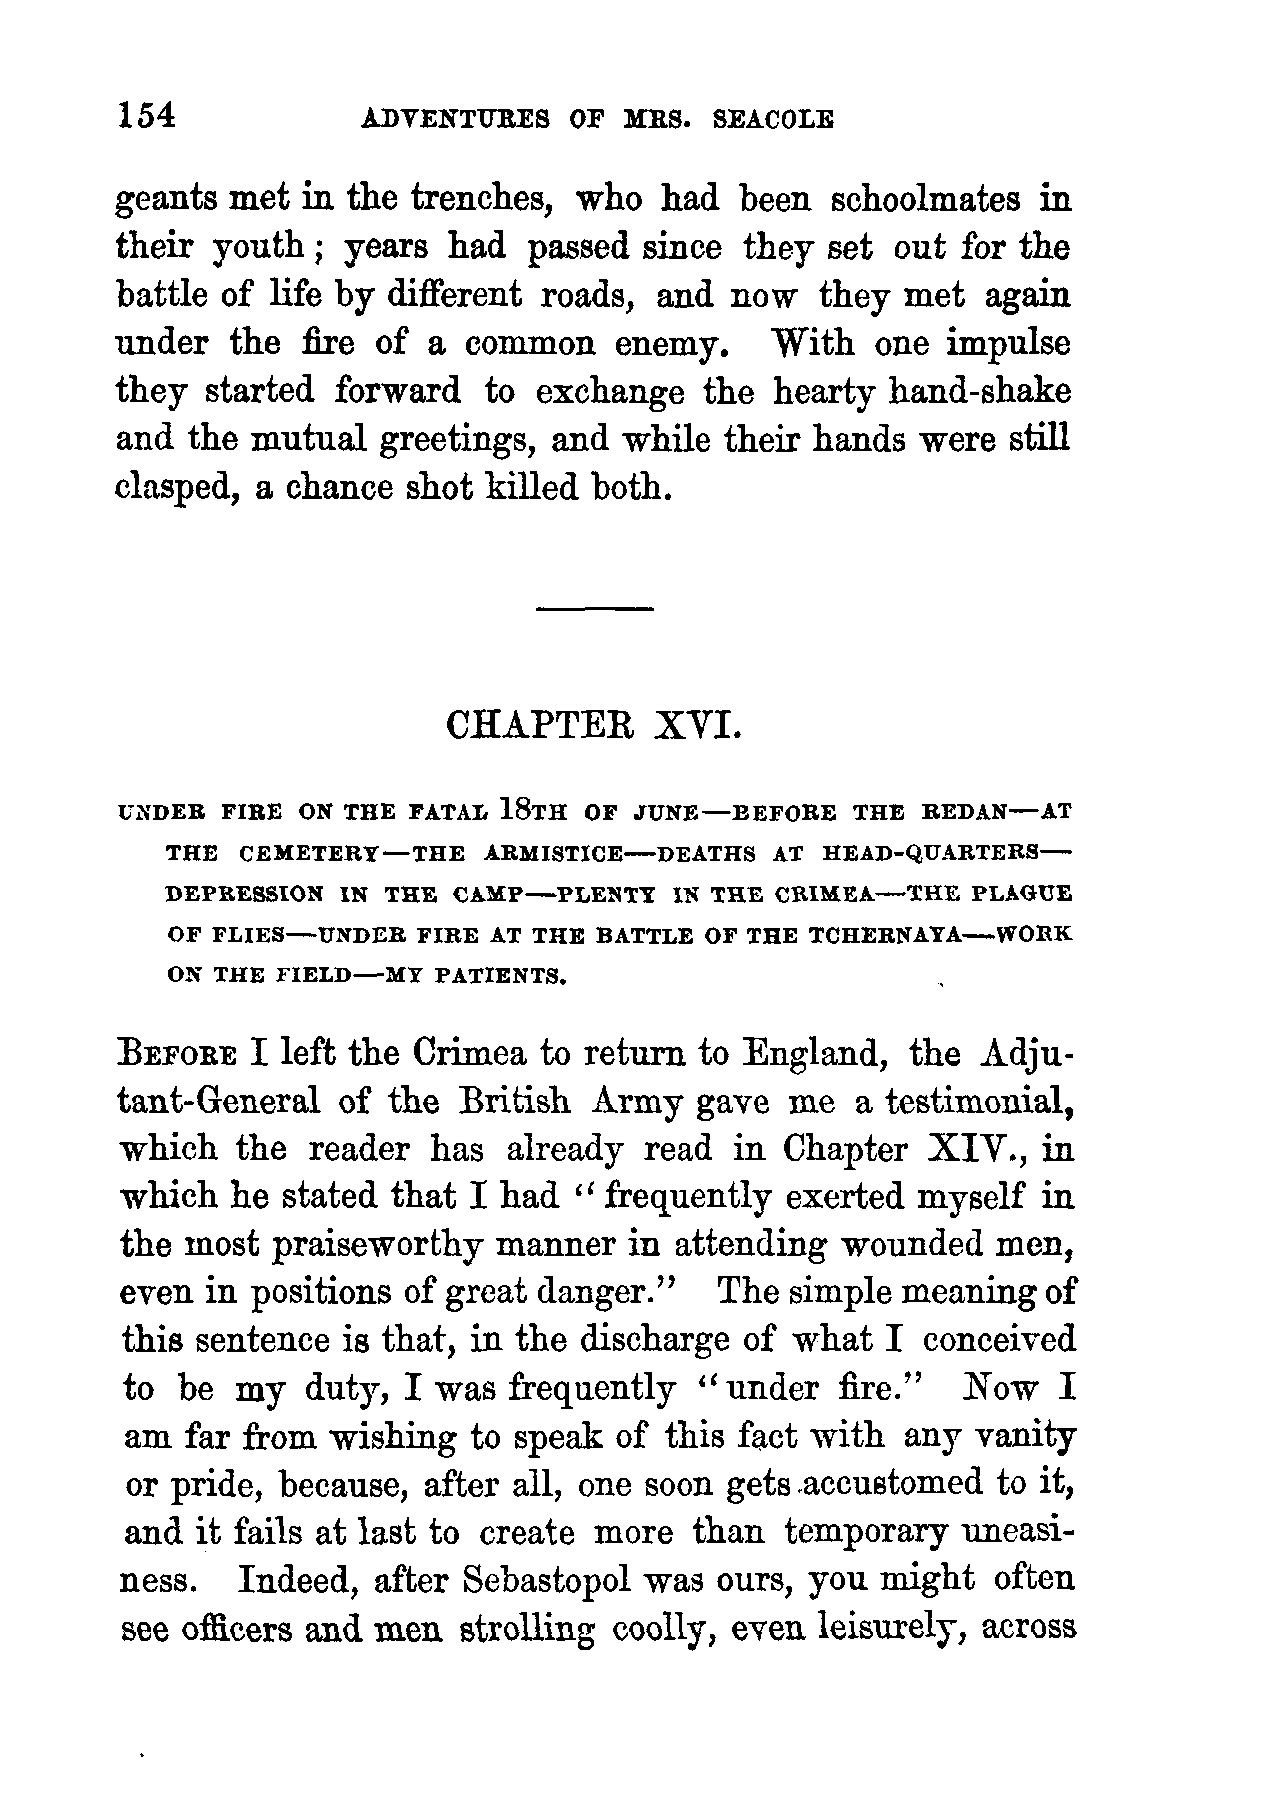 154 ADVENTURES OF MRS. SEACOLE
geants met in the trenches, who had been schoolmates in
their youth ; years had passed since they set out for the
battle of life by different roads, and now they met again
under the fire of a common enemy. With one impulse
they started forward to exchange the hearty hand-shake
and the mutual greetings, and while their hands were still
clasped, a chance shot killed both.
CHAPTER XVI.
UNDER FIRE ON THE FATAL 18TH OF JUNE—BEFORE THE REDAN—AT
THE CEMETERY—THE ARMISTICE—DEATHS AT HEAD-QUARTERS—
DEPRESSION IN THE CAMP—PLENTY IN THE CRIMEA—THE PLAGUE
OF FLIES—UNDER FIRE AT THE BATTLE OF THE TCHERNAYA—WORK
ON THE FIELD—MY PATIENTS.
BEFORE I left the Crimea to return to England, the Adju-
tant-General of the British Army gave me a testimonial,
which the reader has already read in Chapter XIV., in
which he stated that I had “ frequently exerted myself in
the most praiseworthy manner in attending wounded men,
even in positions of great danger.” The simple meaning of
this sentence is that, in the discharge of what I conceived
to be my duty, I was frequently “ under fire.” Now I
am far from wishing to speak of this fact with any vanity
or pride, because, after all, one soon gets accustomed to it,
and it fails at last to create more than temporary uneasi-
ness. Indeed, after Sebastopol was ours, you might often
see officers and men strolling coolly, even leisurely, across